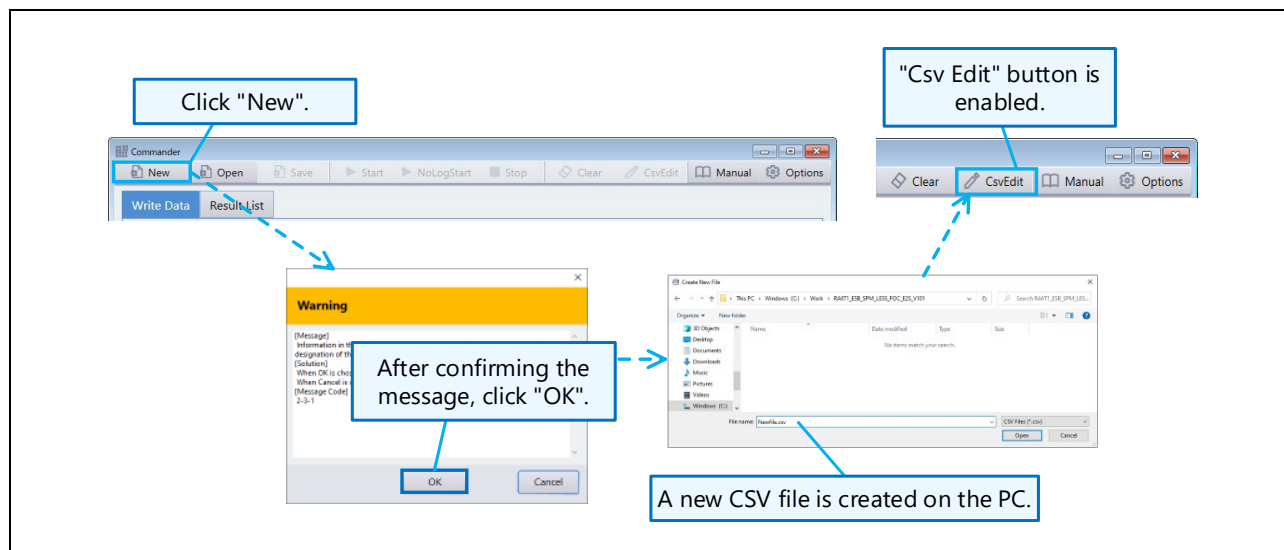 Click "New".
"Csv Edit" button is
enabled.
Commander
New Open Save Start NoLogStart Stop Clear CsvEdit Manual Options
Clear CsvEdit Manual Options
Write Data Result List
Warning
[Message]
Information in th
designation of th
[Solution]
When OK is chos
When Cancel is
[Message Code]
2-3-1
OK Cancel
After confirming the
message, click "OK".
Create New File
This PC > Windows (C:) > Work > RA6T1_ESB_SPM_LESS_FOC_E2S_V101
Search RA6T1_ESB_SPM_LES...
Organize New folder
3D Objects
Desktop
Documents
Downloads
Music
Pictures
Videos
Windows (C:)
Name Date modified Type Size
No items match your search.
File name: Newfile.csv
CSV Files (*.csv)
Open Cancel
A new CSV file is created on the PC.